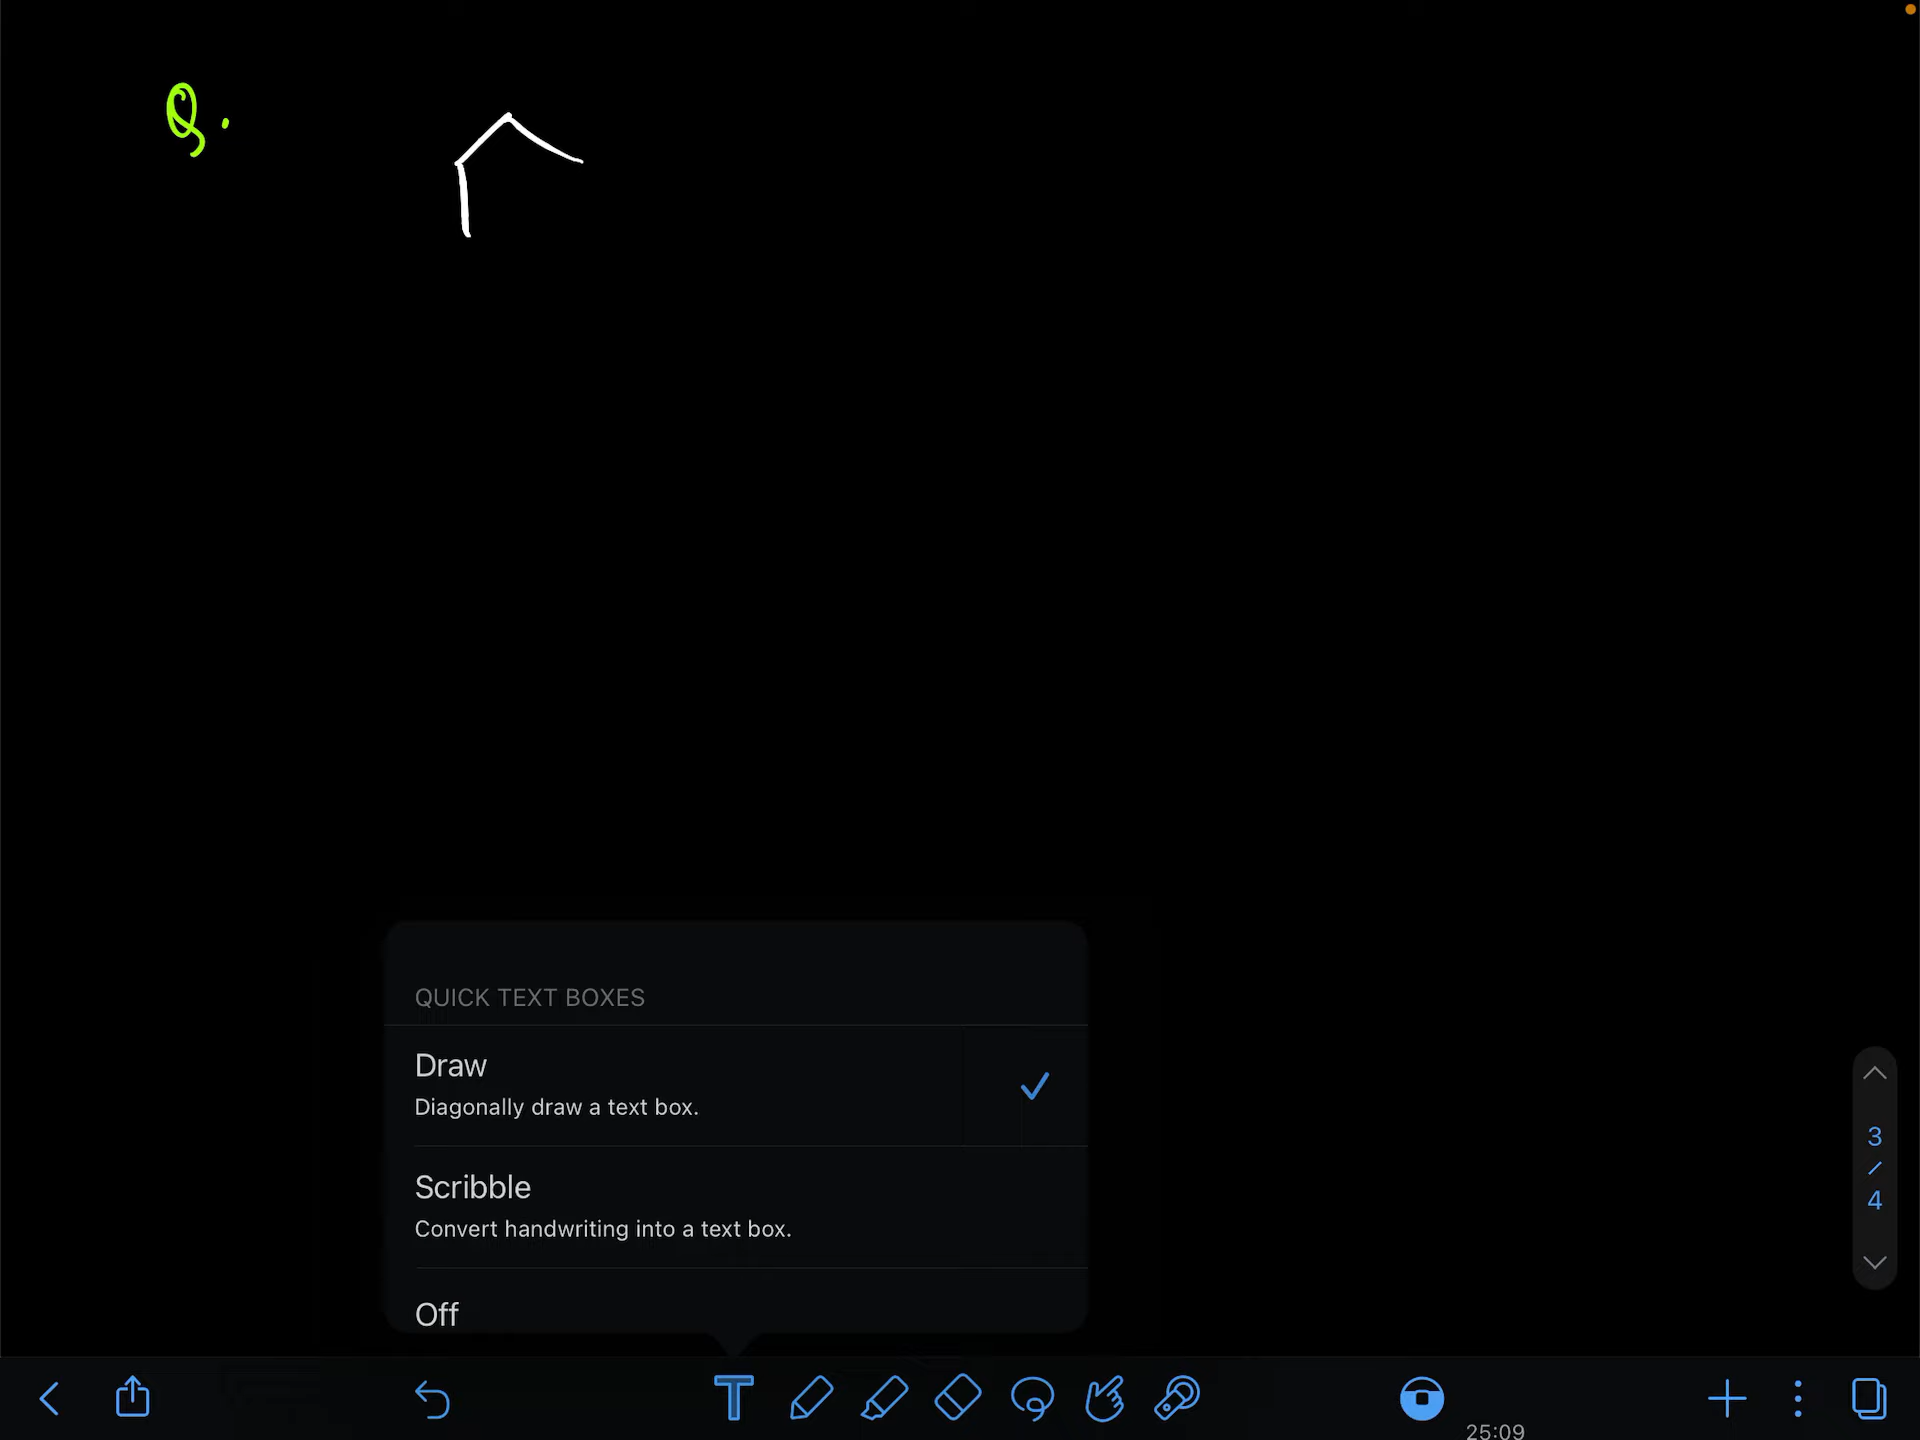 Q.
QUICK TEXT BOXES
Draw
Diagonally draw a text box.
Scribble
Convert handwriting into a text box.
Off
3
/
4
T
25:09